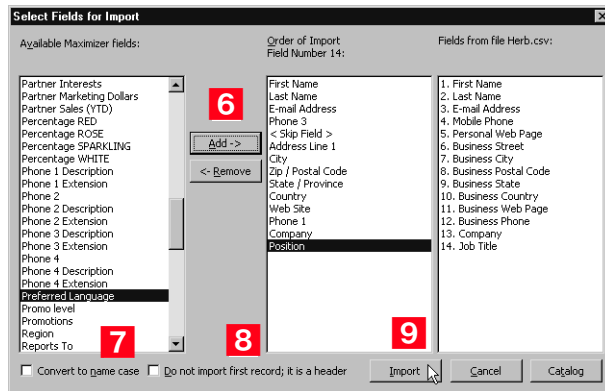 Select Fields for Import
Available Maximizer fields:
Order of Import
Field Number 14:
Fields from file Herb.csv:
Partner Interests
Partner Marketing Dollars
Partner Sales (YTD)
Percentage RED
Percentage ROSE
Percentage SPARKLING
Percentage WHITE
Phone 1 Description
Phone 1 Extension
Phone 2
Phone 2 Description
Phone 2 Extension
Phone 3 Description
Phone 3 Extension
Phone 4
Phone 4 Description
Phone 4 Extension
Preferred Language
Promo level
Promotions
Region
Reports To
6
Add ->
<- Remove
First Name
Last Name
E-mail Address
Phone 3
< Skip Field >
Address Line 1
City
Zip / Postal Code
State / Province
Country
Web Site
Phone 1
Company
Position
1. First Name
2. Last Name
3. E-mail Address
4. Mobile Phone
5. Personal Web Page
6. Business Street
7. Business City
8. Business Postal Code
9. Business State
10. Business Country
11. Business Web Page
12. Business Phone
13. Company
14. Job Title
7
8
9
Convert to name case
Do not import first record; it is a header
Import
Cancel
Catalog